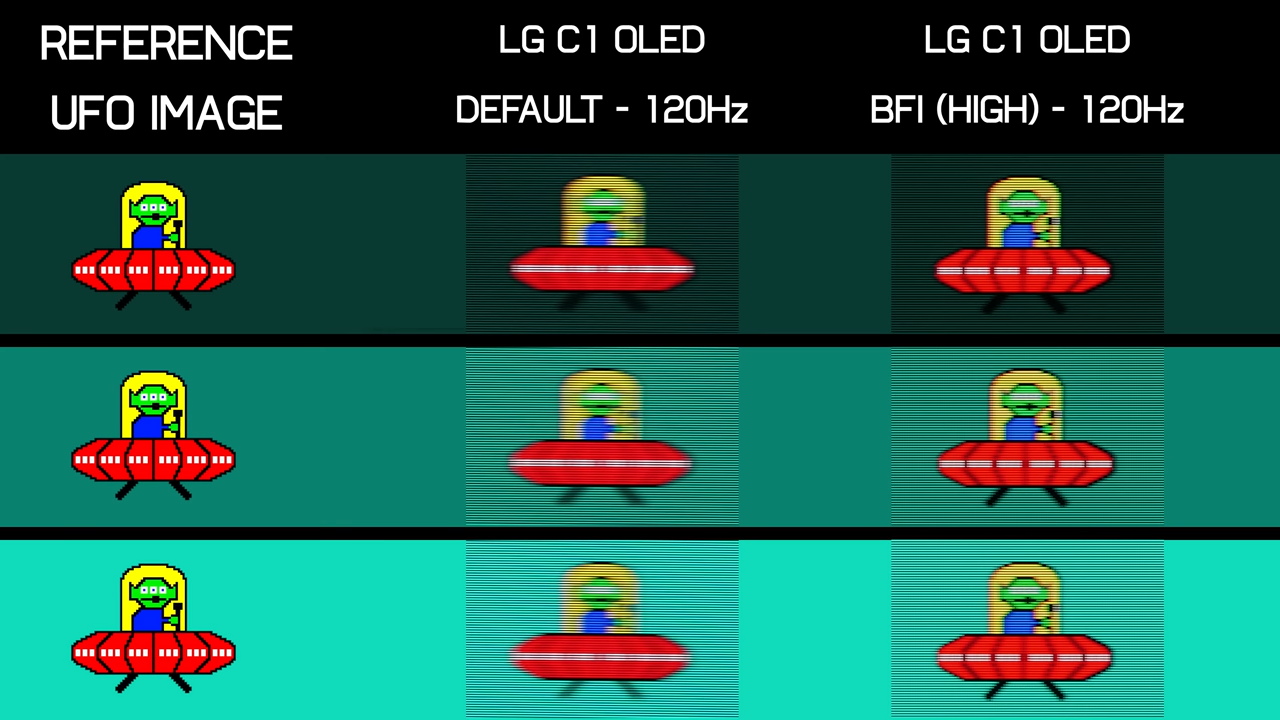 REFERENCE
UFO IMAGE
LG C1 OLED
DEFAULT - 120Hz
LG C1 OLED
BFI (HIGH) - 120Hz